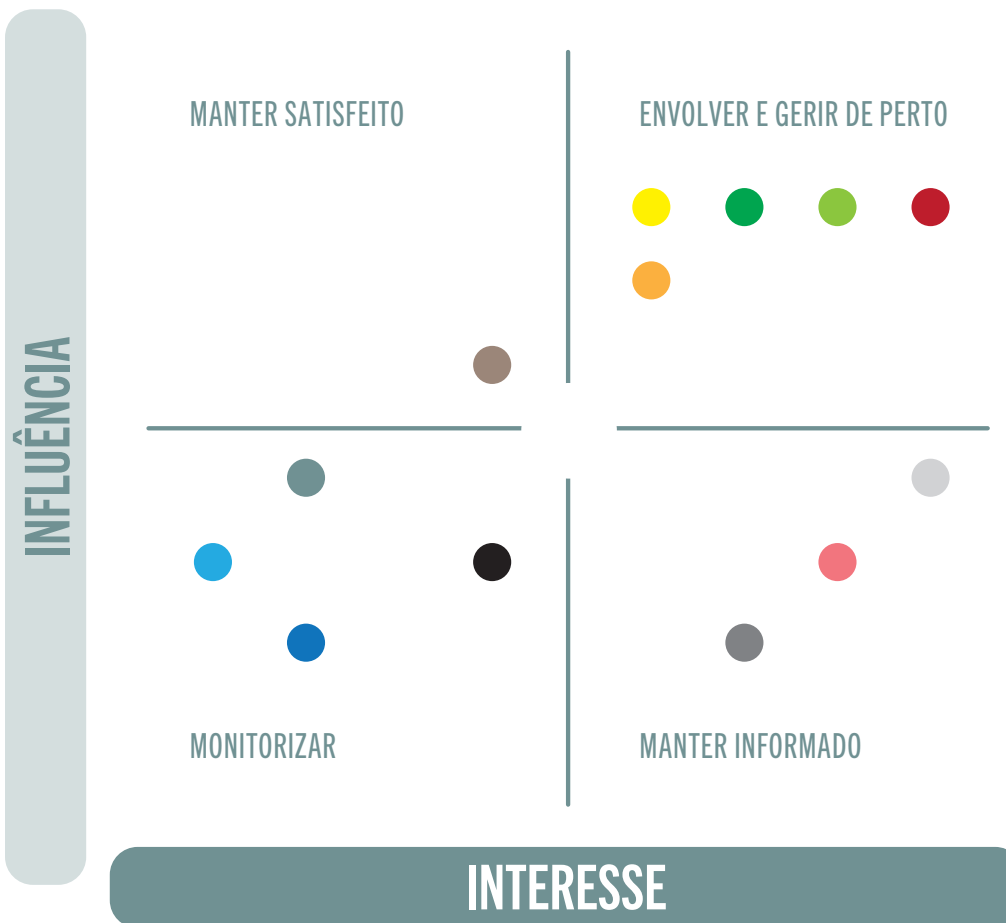 MANTER SATISFEITO
ENVOLVER E GERIR DE PERTO
INFLUÊNCIA
MONITORIZAR
MANTER INFORMADO
INTERESSE